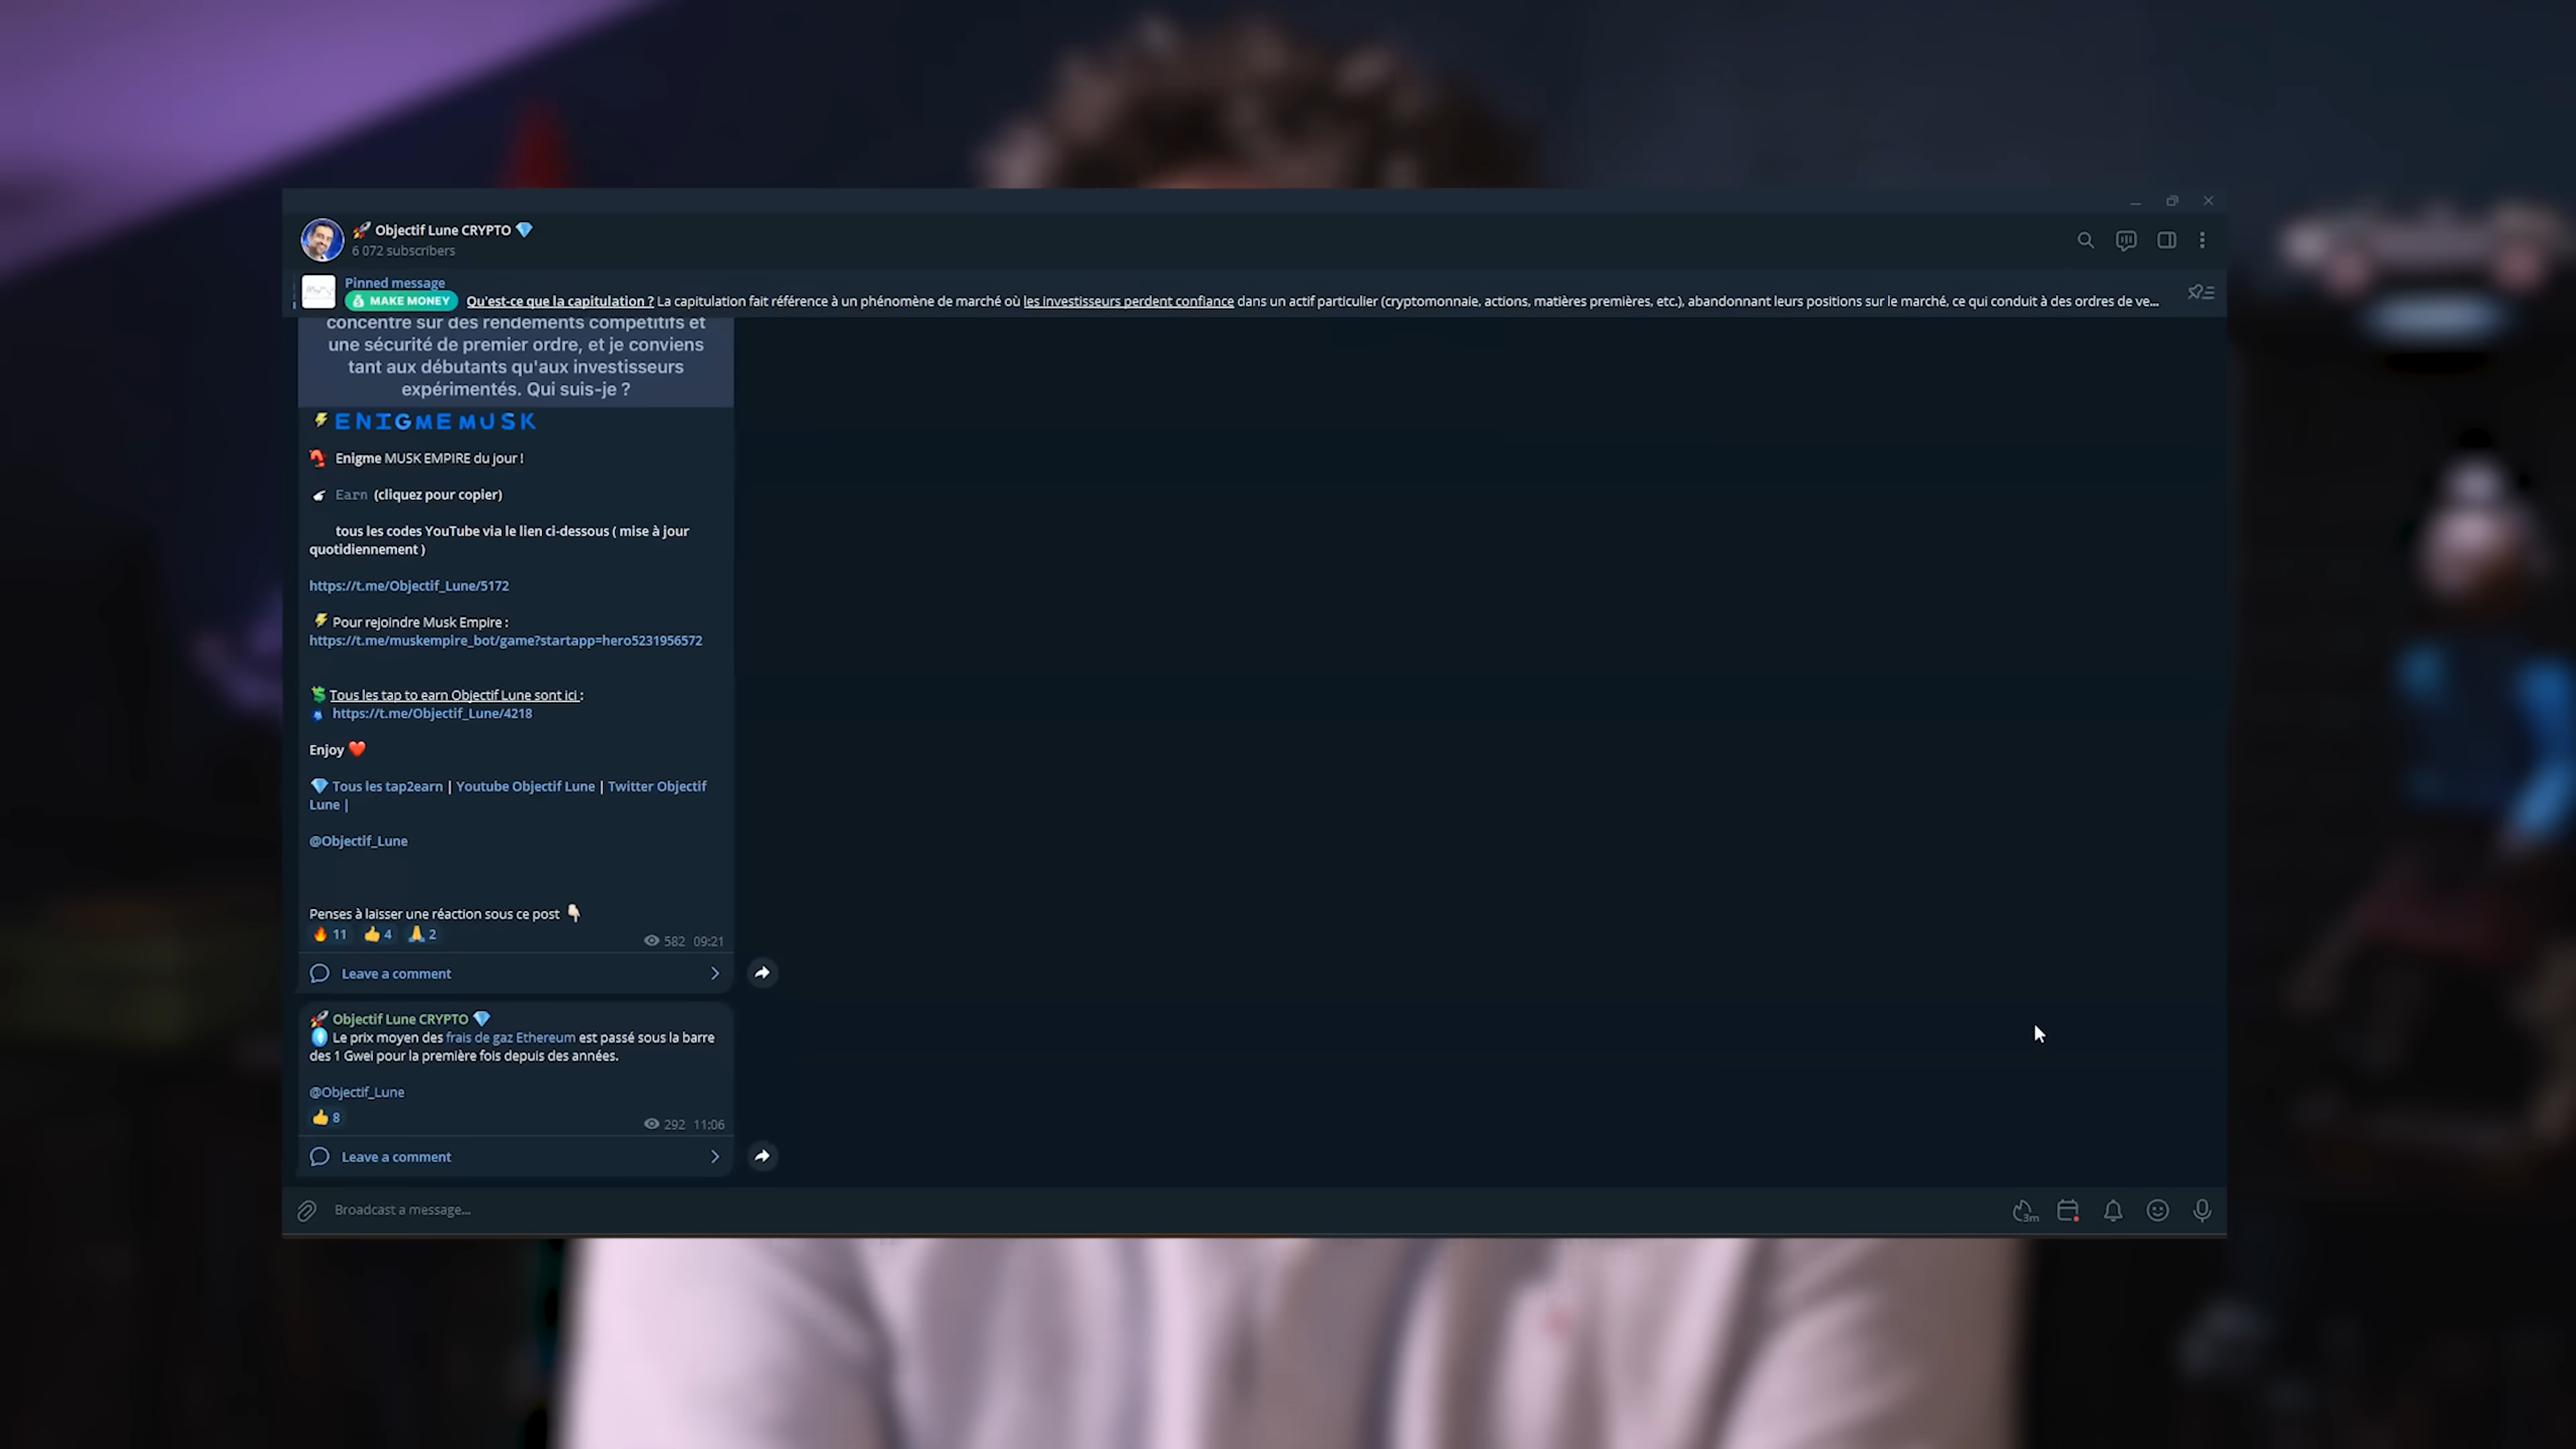 🚀 Objectif Lune CRYPTO 💎
6 072 subscribers
Pinned message
MAKE MONEY Qu'est-ce que la capitulation ? La capitulation fait référence à un phénomène de marché où les investisseurs perdent confiance dans un actif particulier (cryptomonnaie, actions, matières premières, etc.), abandonnant leurs positions sur le marché, ce qui conduit à des ordres de ve...
concentre sur des rendements compétitifs et
une sécurité de premier ordre, et je conviens
tant aux débutants qu'aux investisseurs
expérimentés. Qui suis-je ?
⚡ ENIGME MUSK
Enigme MUSK EMPIRE du jour !
Earn (cliquez pour copier)
tous les codes YouTube via le lien ci-dessous ( mise à jour
quotidiennement )
https://t.me/Objectif_Lune/5172
⚡ Pour rejoindre Musk Empire :
https://t.me/muskempire_bot/game?startapp=hero5231956572
Tous les tap to earn Objectif Lune sont ici :
https://t.me/Objectif_Lune/4218
Enjoy ❤️
💎 Tous les tap2earn | Youtube Objectif Lune | Twitter Objectif
Lune |
@Objectif_Lune
Penses à laisser une réaction sous ce post 👇🏻
🔥 11 👍 4 🙏 2
582 09:21
Leave a comment
🚀 Objectif Lune CRYPTO 💎
Le prix moyen des frais de gaz Ethereum est passé sous la barre
des 1 Gwei pour la première fois depuis des années.
@Objectif_Lune
👍 8
292 11:06
Leave a comment
Broadcast a message...
3m